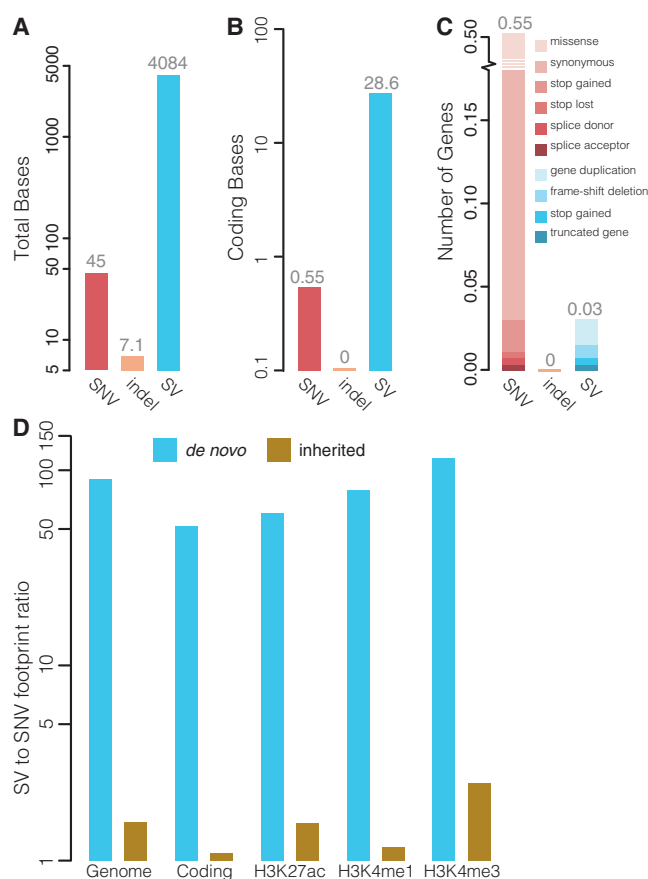 A
Total Bases
5000
1000
500
100
50
10
5
45
7.1
4084
SNV
indel
SV
B
Coding Bases
100
10
1
0.1
0.55
0
28.6
SNV
indel
SV
C
Number of Genes
0.50
0.15
0.10
0.05
0.00
0.55
0
0.03
SNV
indel
SV
missense
synonymous
stop gained
stop lost
splice donor
splice acceptor
gene duplication
frame-shift deletion
stop gained
truncated gene
D
SV to SNV footprint ratio
150
100
50
10
5
1
de novo
inherited
Genome
Coding
H3K27ac
H3K4me1
H3K4me3